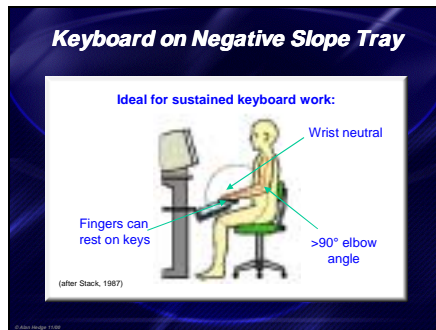 Keyboard on Negative Slope Tray
Ideal for sustained keyboard work:
Wrist neutral
Fingers can
rest on keys
>90° elbow
angle
(after Stack, 1987)
© Alan Hedge 11/00